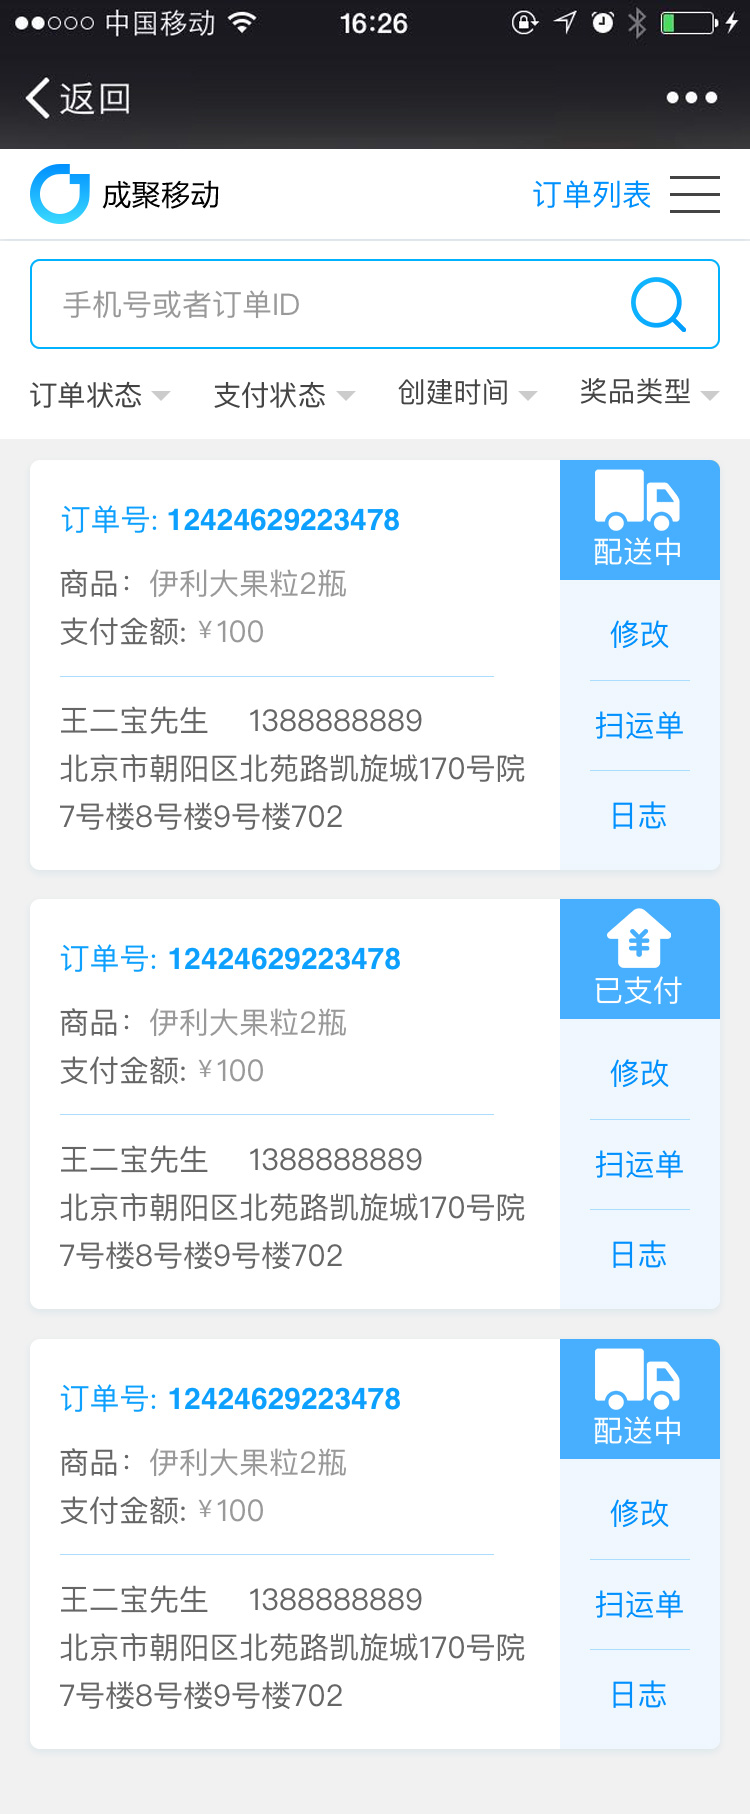 中国移动 16:26
返回
成聚移动 订单列表
手机号或者订单ID
订单状态 支付状态 创建时间 奖品类型
订单号: 12424629223478
配送中
商品： 伊利大果粒2瓶
支付金额: ¥100
修改
王二宝先生 1388888889
扫运单
北京市朝阳区北苑路凯旋城170号院
7号楼8号楼9号楼702
日志
订单号: 12424629223478
已支付
商品： 伊利大果粒2瓶
支付金额: ¥100
修改
王二宝先生 1388888889
扫运单
北京市朝阳区北苑路凯旋城170号院
7号楼8号楼9号楼702
日志
订单号: 12424629223478
配送中
商品： 伊利大果粒2瓶
支付金额: ¥100
修改
王二宝先生 1388888889
扫运单
北京市朝阳区北苑路凯旋城170号院
7号楼8号楼9号楼702
日志